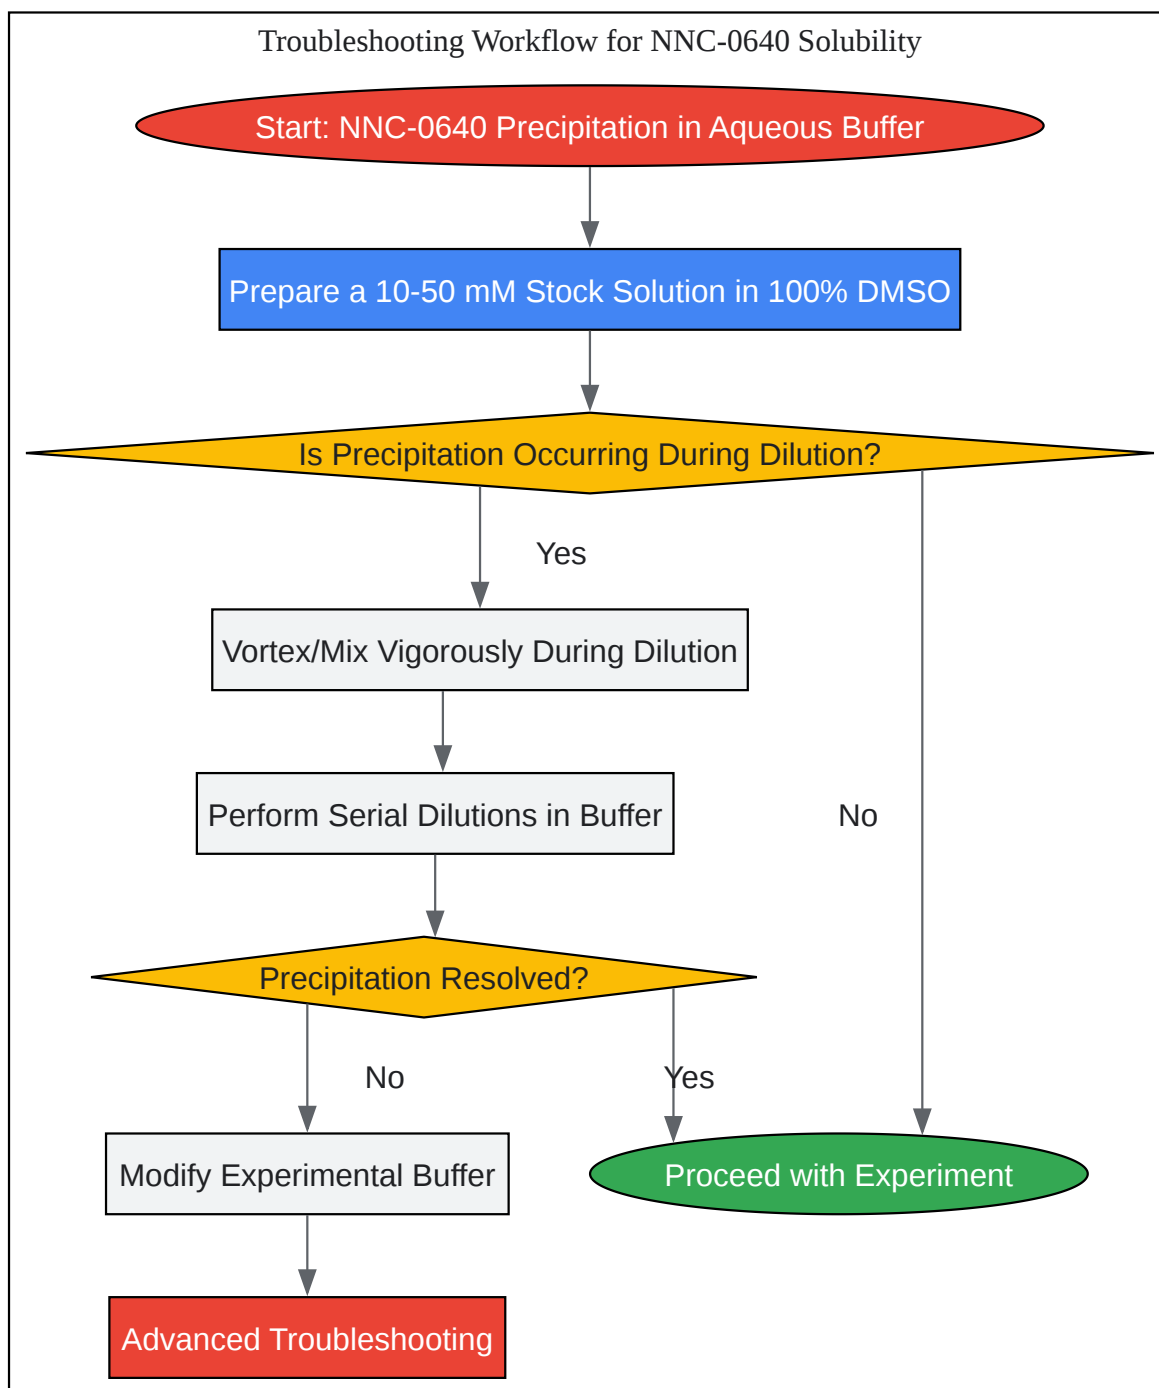 Troubleshooting Workflow for NNC-0640 Solubility
Start: NNC-0640 Precipitation in Aqueous Buffer
Prepare a 10-50 mM Stock Solution in 100% DMSO
Is Precipitation Occurring During Dilution?
Yes
Vortex/Mix Vigorously During Dilution
Perform Serial Dilutions in Buffer
No
Precipitation Resolved?
No
Yes
Modify Experimental Buffer
Proceed with Experiment
Advanced Troubleshooting